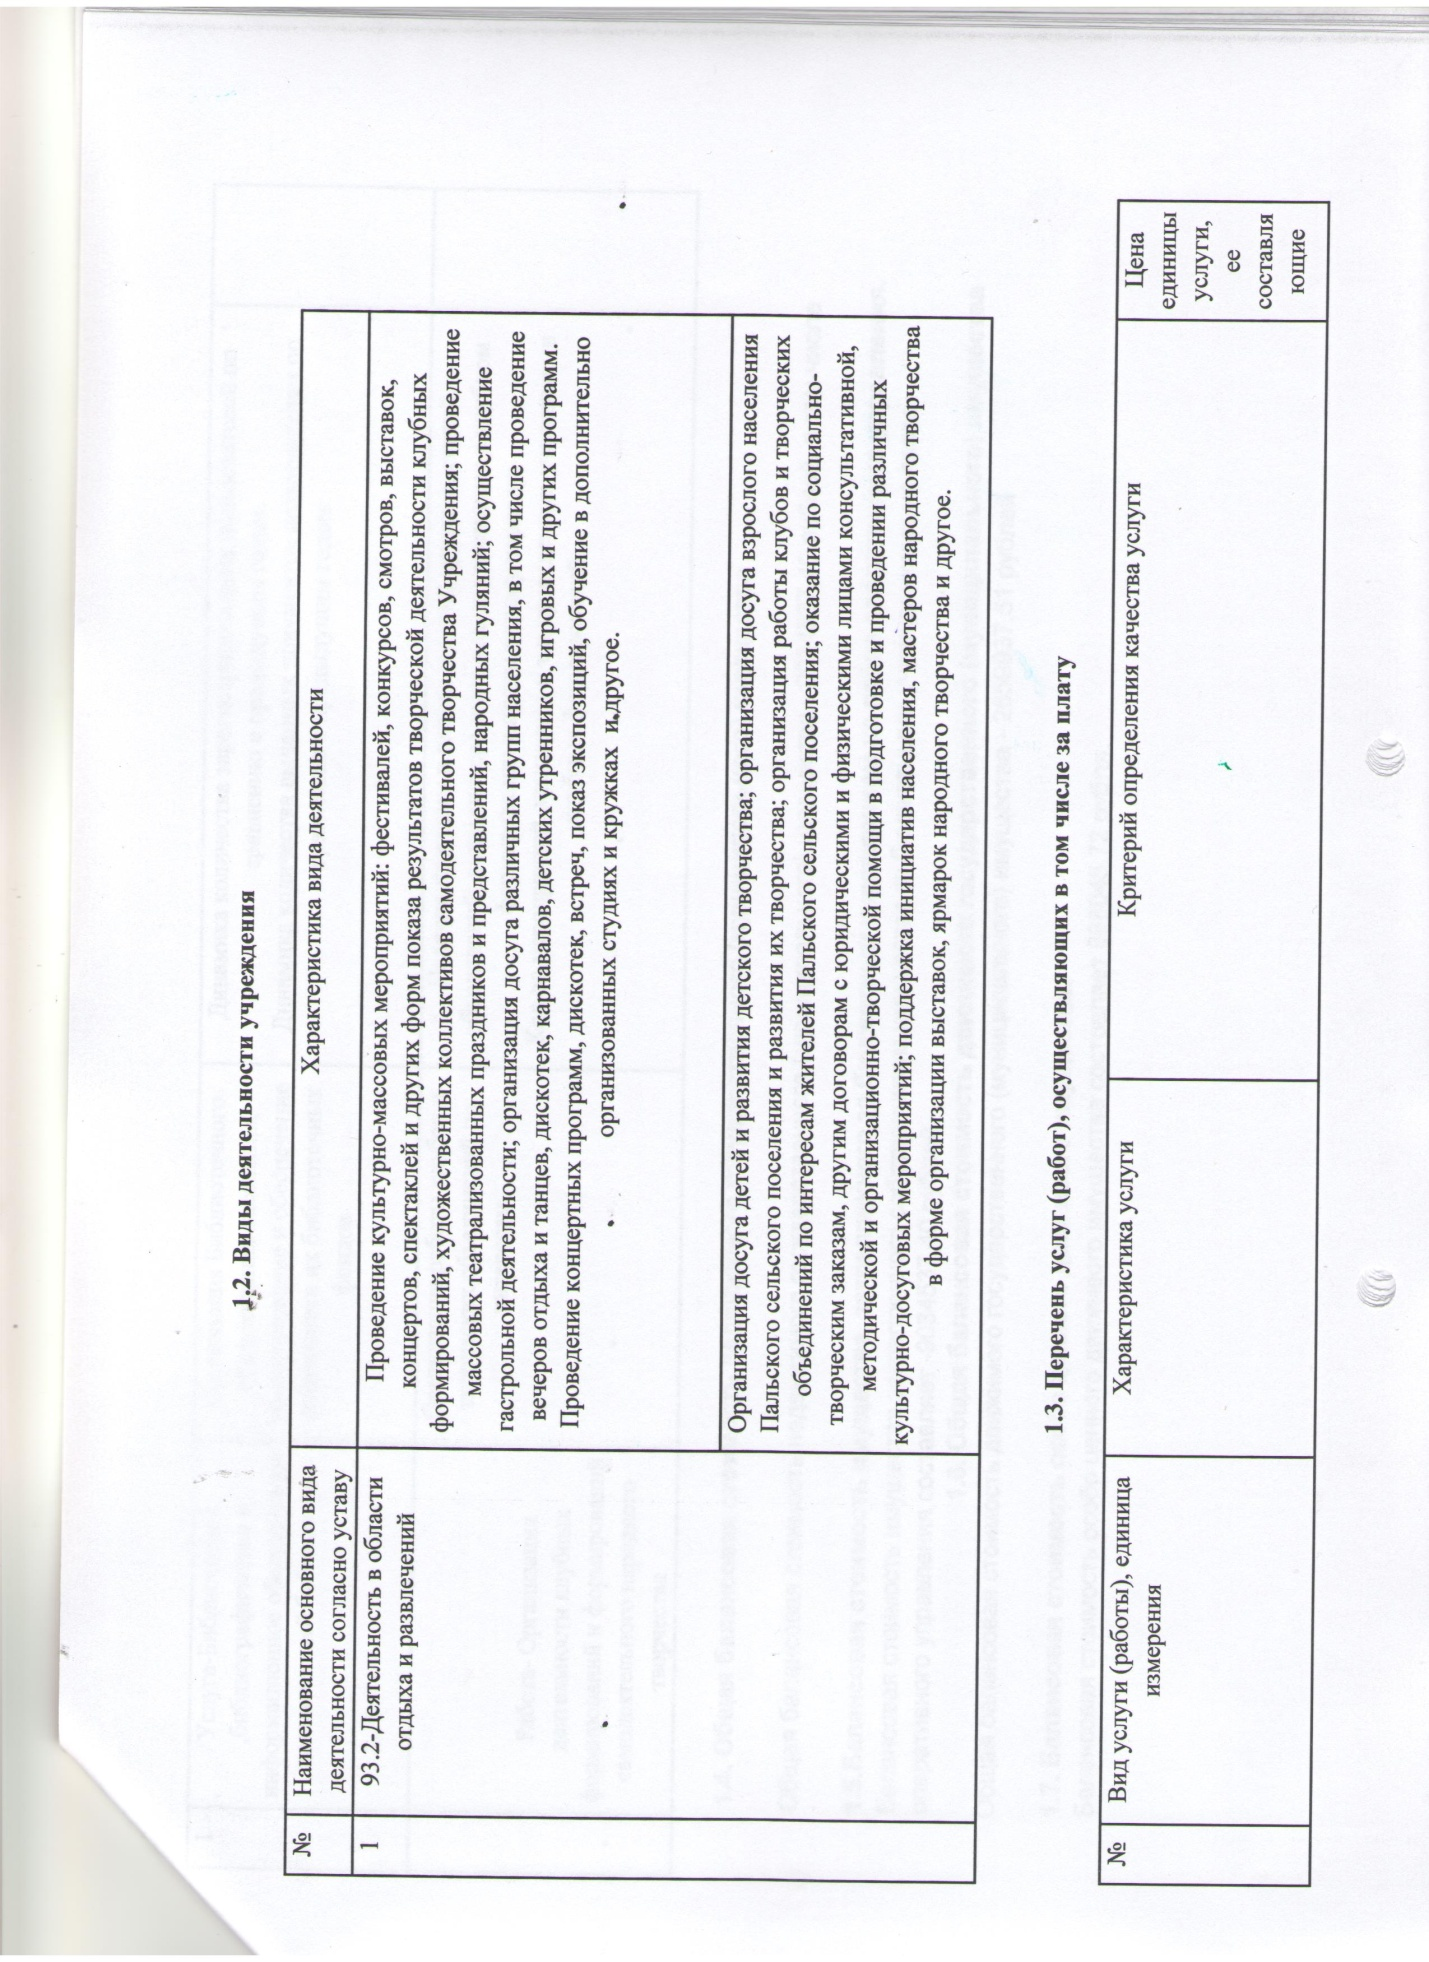 1.2. Виды деятельности учреждения
№
Наименование основного вида
деятельности согласно уставу
Характеристика вида деятельности
1
93.2-Деятельность в области
отдыха и развлечений
Проведение культурно-массовых мероприятий: фестивалей, конкурсов, смотров, выставок,
концертов, спектаклей и других форм показа результатов творческой деятельности клубных
формирований, художественных коллективов самодеятельного творчества Учреждения; проведение
массовых театрализованных праздников и представлений, народных гуляний; осуществление
гастрольной деятельности; организация досуга различных групп населения, в том числе проведение
вечеров отдыха и танцев, дискотек, карнавалов, детских утренников, игровых и других программ.
Проведение концертных программ, дискотек, встреч, показ экспозиций, обучение в дополнительно
организованных студиях и кружках и другое.
Организация досуга детей и развития детского творчества; организация досуга взрослого населения
Пальского сельского поселения и развития их творчества; организация работы клубов и творческих
объединений по интересам жителей Пальского сельского поселения; оказание по социально-
творческим заказам, другим договорам с юридическими и физическими лицами консультативной,
методической и организационно-творческой помощи в подготовке и проведении различных
культурно-досуговых мероприятий; поддержка инициатив населения, мастеров народного творчества
в форме организации выставок, ярмарок народного творчества и другое.
1.3. Перечень услуг (работ), осуществляющих в том числе за плату
№
Вид услуги (работы), единица
измерения
Характеристика услуги
Критерий определения качества услуги
Цена
единицы
услуги,
ее
составля
ющие